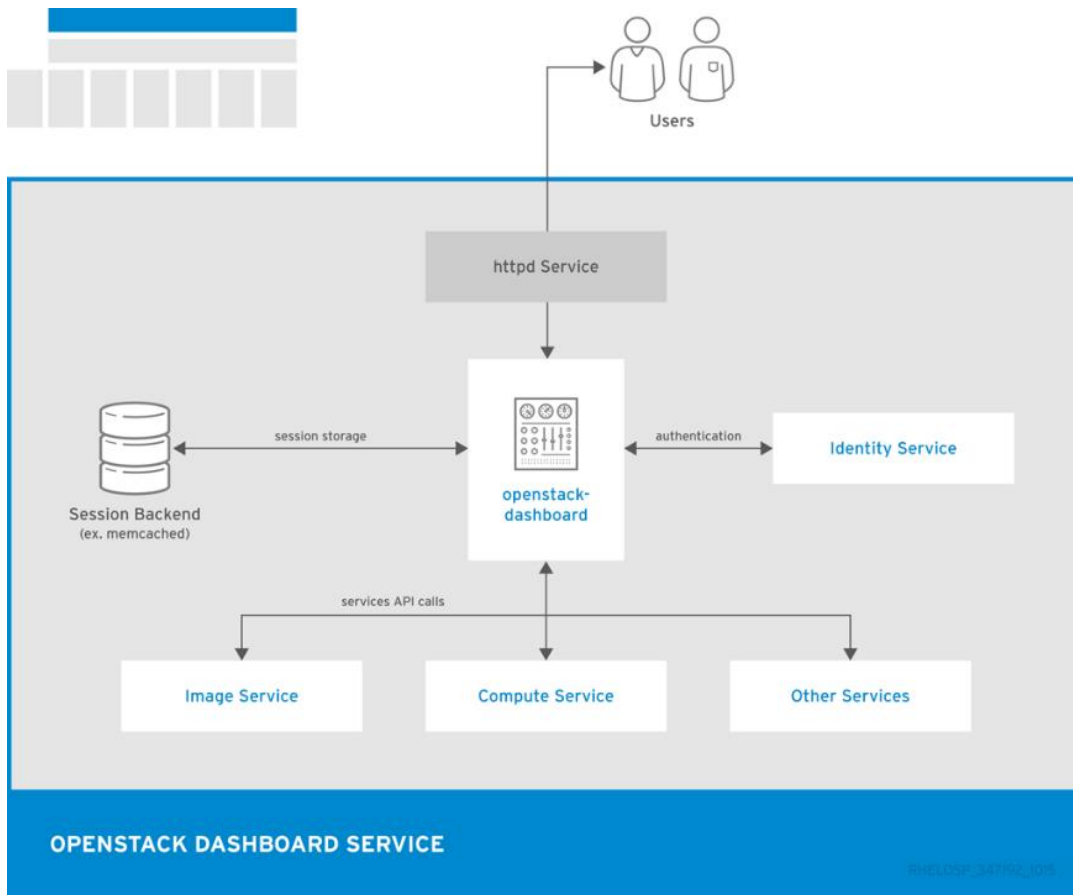 Users
httpd Service
session storage
authentication
Identity Service
openstack-
dashboard
Session Backend
(ex. memcached)
services API calls
Image Service
Compute Service
Other Services
OPENSTACK DASHBOARD SERVICE
RHELOSP_347192_1015